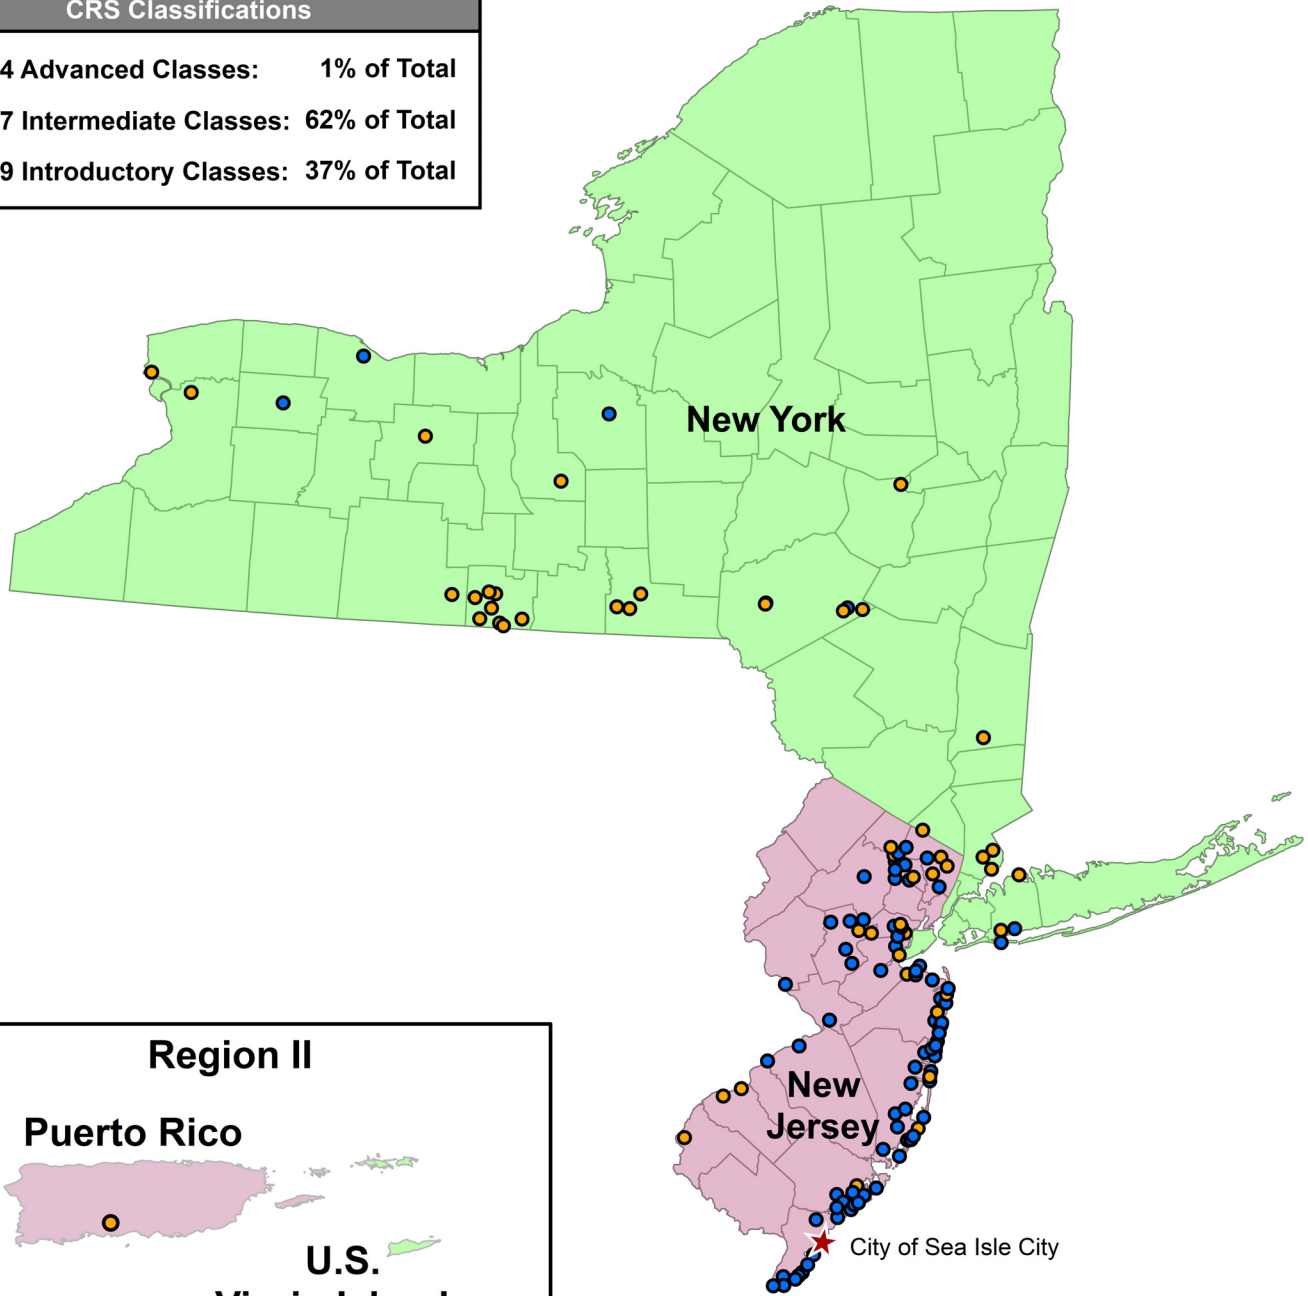 CRS Classifications
4 Advanced Classes: 1% of Total
7 Intermediate Classes: 62% of Total
9 Introductory Classes: 37% of Total
New York
New
Jersey
City of Sea Isle City
Region II
Puerto Rico
U.S.